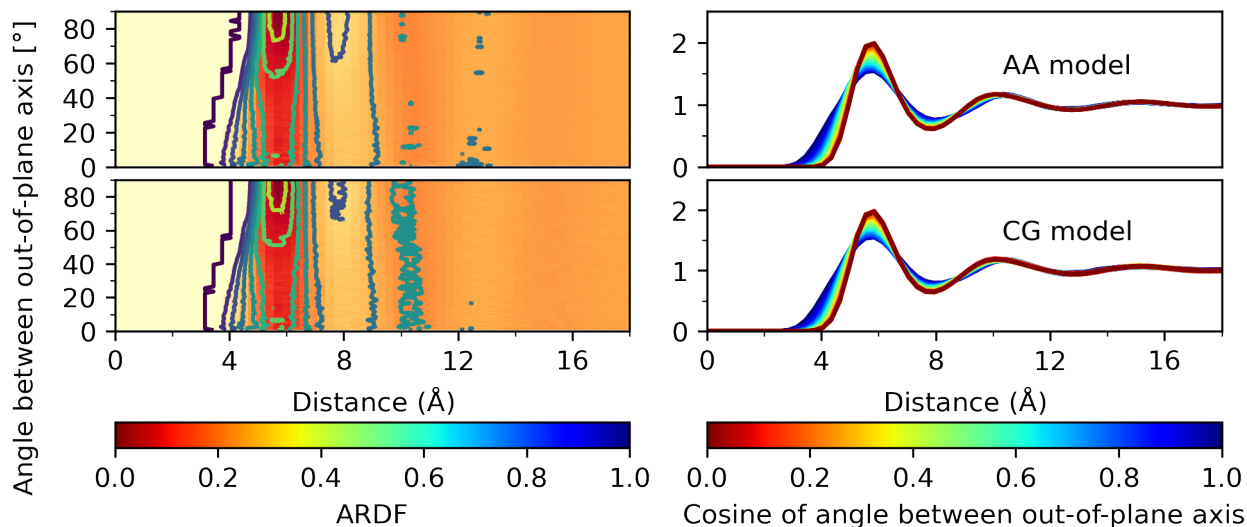 Angle between out-of-plane axis [°]
80
60
40
20
0
80
60
40
20
0
0 4 8 12 16
Distance (Å)
0.0 0.2 0.4 0.6 0.8 1.0
ARDF
2
1
0
AA model
2
1
0
CG model
0 4 8 12 16
Distance (Å)
0.0 0.2 0.4 0.6 0.8 1.0
Cosine of angle between out-of-plane axis